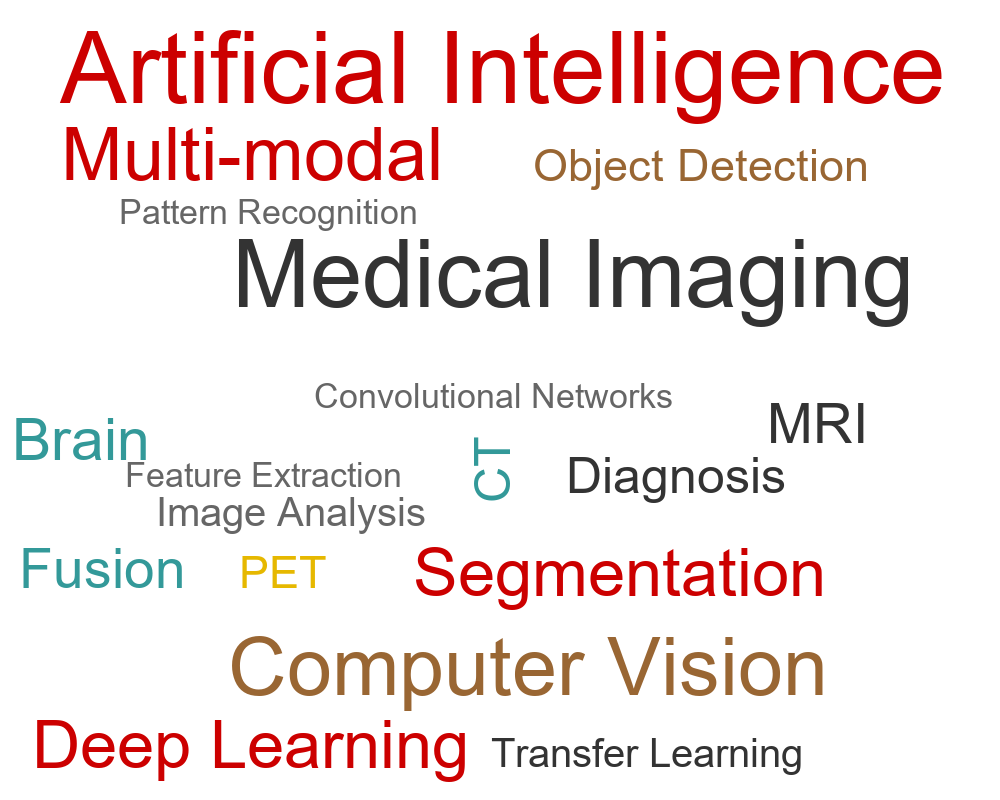 Artificial Intelligence
Multi-modal
Object Detection
Pattern Recognition
Medical Imaging
Convolutional Networks
MRI
Brain
CT
Diagnosis
Feature Extraction
Image Analysis
Fusion
PET
Segmentation
Computer Vision
Deep Learning
Transfer Learning